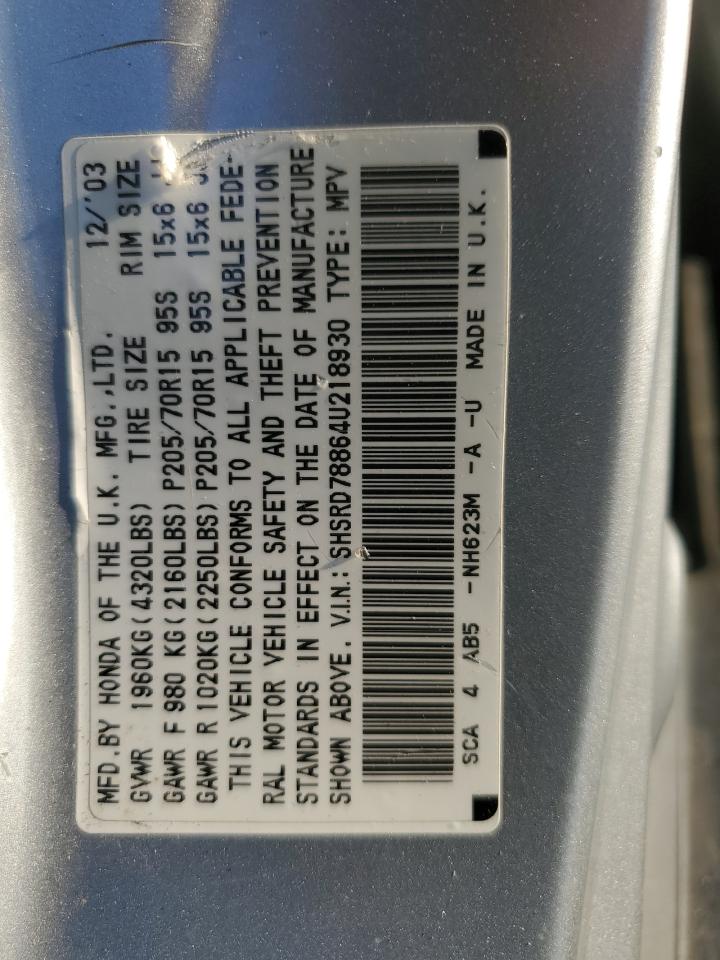 MFD.BY HONDA OF THE U.K. MFG.,LTD. 12/'03
GVWR 1960KG(4320LBS) TIRE SIZE RIM SIZE
GAWR F 980 KG(2160LBS) P205/70R15 95S 15x6
GAWR R 1020KG(2250LBS) P205/70R15 95S 15x6
THIS VEHICLE CONFORMS TO ALL APPLICABLE FEDE-
RAL MOTOR VEHICLE SAFETY AND THEFT PREVENTION
STANDARDS IN EFFECT ON THE DATE OF MANUFACTURE
SHOWN ABOVE. V.I.N.: SHSRD78864U218930 TYPE: MPV
SCA 4 AB5 -NH623M -A -U MADE IN U.K.